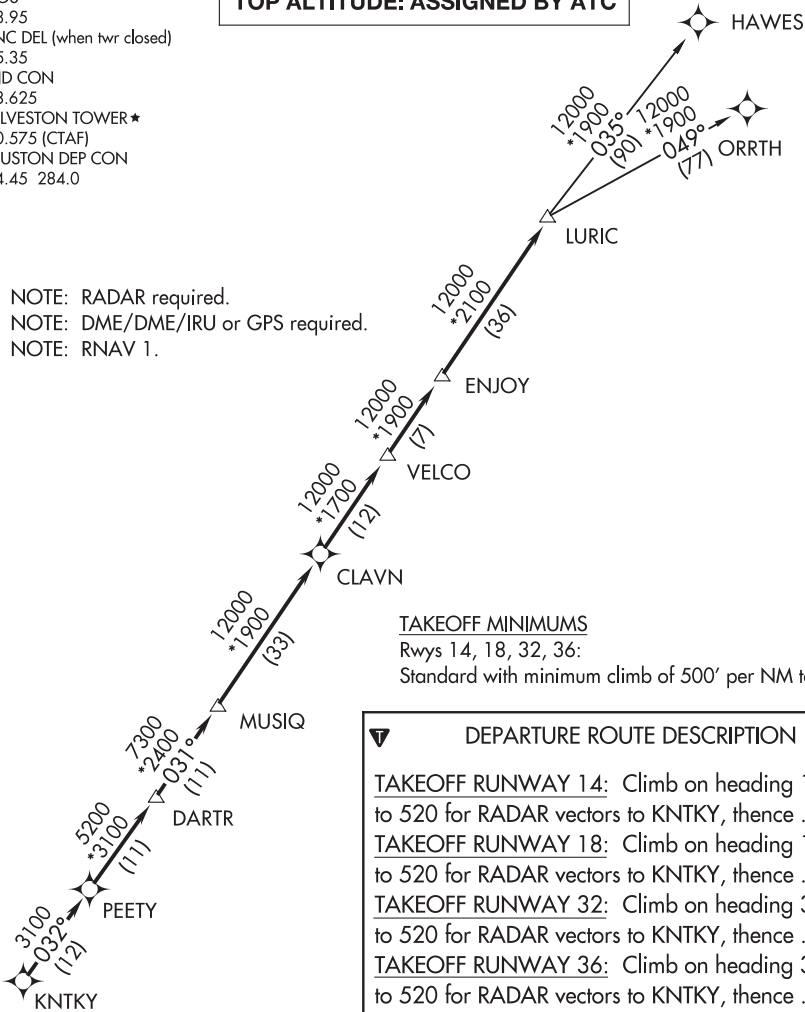 TOP ALTITUDE: ASSIGNED BY ATC
3.95
DEL (when twr closed)
5.35
CON
8.625
TOWER★
0.575 (CTAF)
DEP CON
4.45 284.0
HAWES
12000
*1900
035°
(90)
12000
*1900
049°
(77)
ORRTH
LURIC
NOTE: RADAR required.
NOTE: DME/DME/IRU or GPS required.
NOTE: RNAV 1.
12000
*2100
(36)
ENJOY
12000
*1900
(7)
VELCO
12000
*1700
(12)
CLAVN
12000
*1900
(33)
MUSIQ
TAKEOFF MINIMUMS
Rwys 14, 18, 32, 36:
Standard with minimum climb of 500' per NM
7300
*2400
031°
(11)
DARTR
5200
*3100
(11)
PEETY
3100
032°
(12)
KNTKY
T
DEPARTURE ROUTE DESCRIPTION
TAKEOFF RUNWAY 14: Climb on heading
to 520 for RADAR vectors to KNTKY, thence .
TAKEOFF RUNWAY 18: Climb on heading
to 520 for RADAR vectors to KNTKY, thence .
TAKEOFF RUNWAY 32: Climb on heading
to 520 for RADAR vectors to KNTKY, thence .
TAKEOFF RUNWAY 36: Climb on heading
to 520 for RADAR vectors to KNTKY, thence .